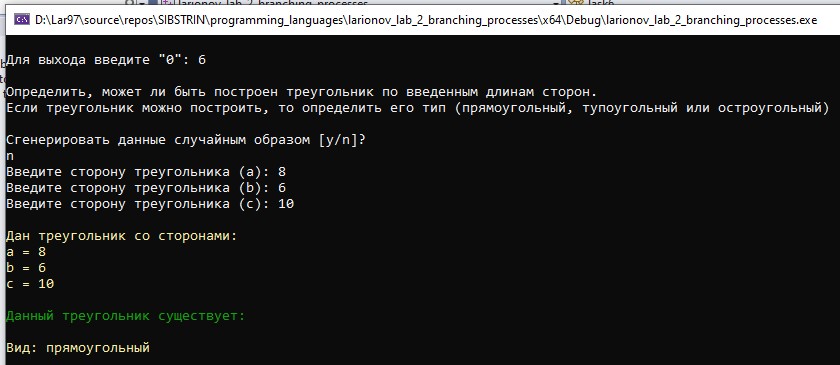 D:\Lar97\source\repos\SIBSTRIN\programming_languages\larionov_lab_2_branching_processes\x64\Debug\larionov_lab_2_branching_processes.exe
Для выхода введите "0": 6
Определить, может ли быть построен треугольник по введенным длинам сторон.
Если треугольник можно построить, то определить его тип (прямоугольный, тупоугольный или остроугольный)
Сгенерировать данные случайным образом [y/n]?
n
Введите сторону треугольника (a): 8
Введите сторону треугольника (b): 6
Введите сторону треугольника (c): 10
Дан треугольник со сторонами:
a = 8
b = 6
c = 10
Данный треугольник существует:
Вид: прямоугольный